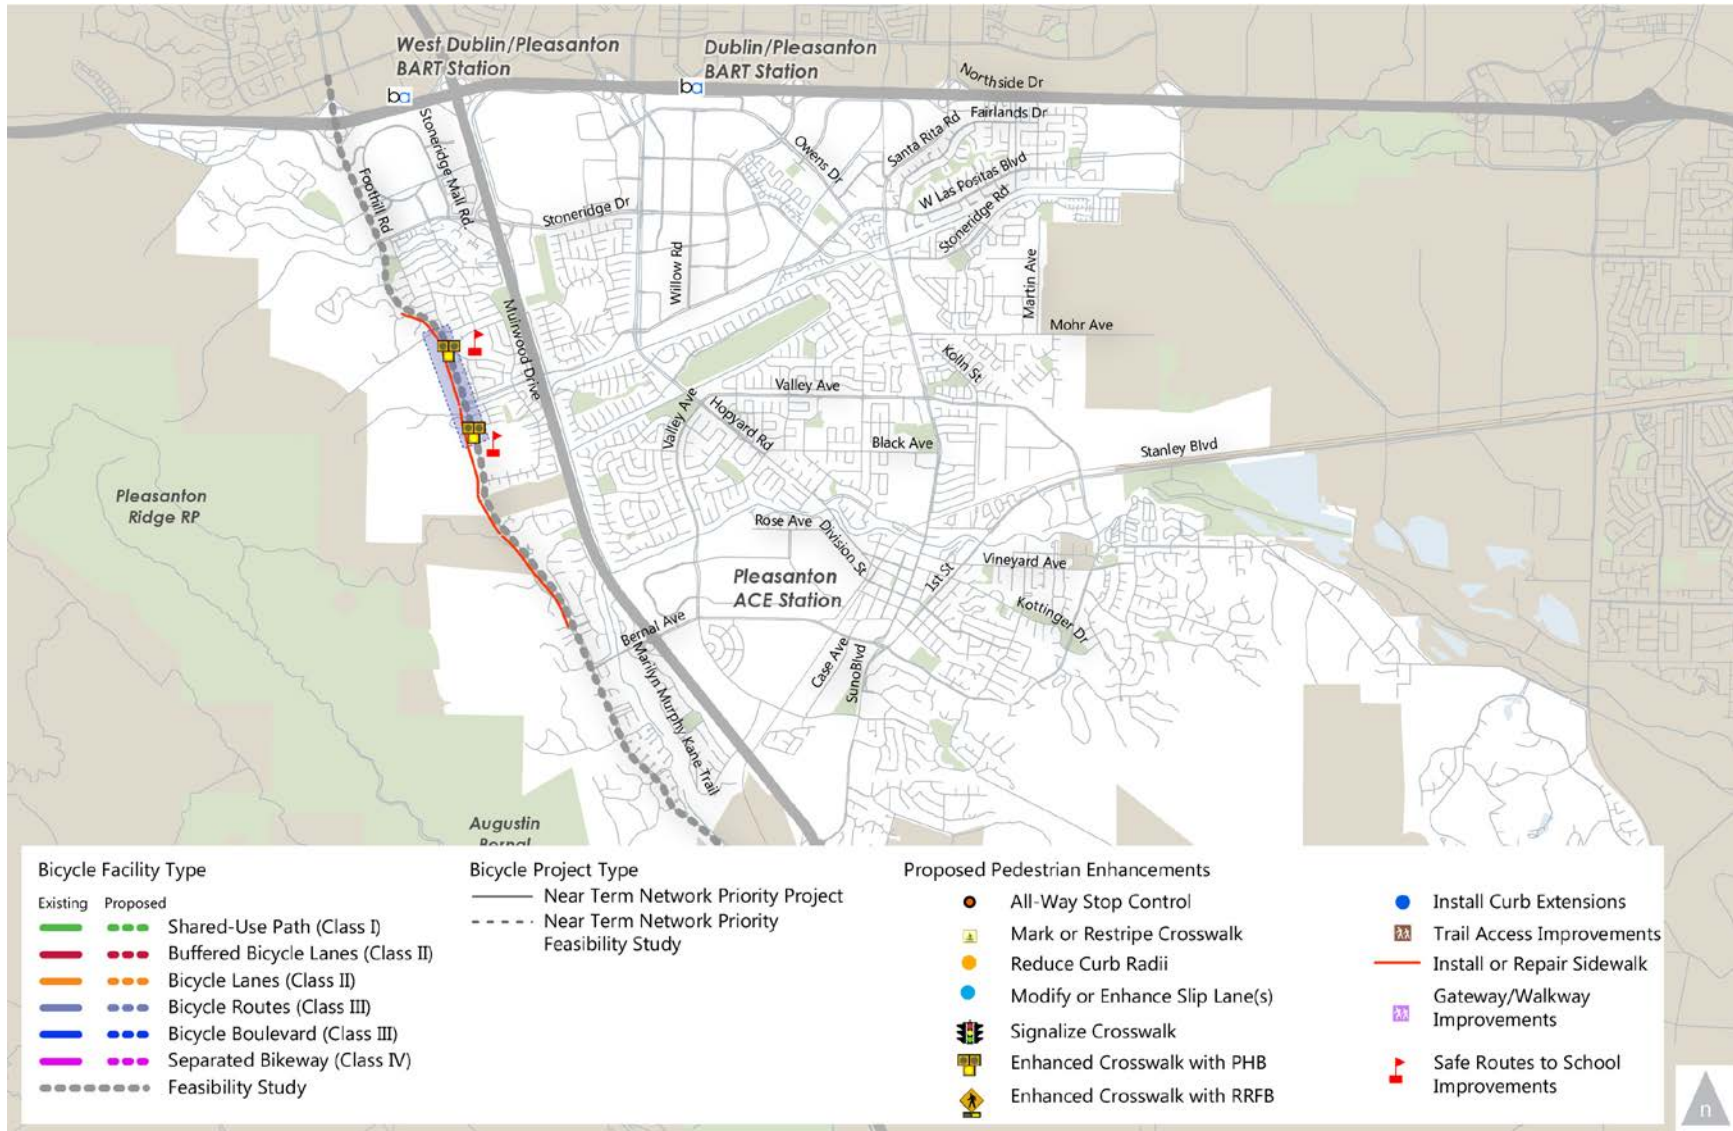 West Dublin/Pleasanton
BART Station
Dublin/Pleasanton
BART Station
ba
ba
Northside Dr
Fairlands Dr
Santa Rita Rd
Owens Dr
W Las Positas Blvd
Stoneridge Rd
Stoneridge Mall Rd.
Foothill Rd
Stoneridge Dr
Willow Rd
Martin Ave
Mohr Ave
Muirwood Drive
Kolln St
Valley Ave
Valley Ave
Hopyard Rd
Black Ave
Stanley Blvd
Pleasanton
Ridge RP
Rose Ave
Division St
1st St
Vineyard Ave
Pleasanton
ACE Station
Kottinger Dr
Bernal Ave
Case Ave
SunolBlvd
Marilyn Murphy Kane Trail
Augustin
Bernal
Bicycle Facility Type
Existing Proposed
Shared-Use Path (Class I)
Buffered Bicycle Lanes (Class II)
Bicycle Lanes (Class II)
Bicycle Routes (Class III)
Bicycle Boulevard (Class III)
Separated Bikeway (Class IV)
Feasibility Study
Bicycle Project Type
Near Term Network Priority Project
Near Term Network Priority
Feasibility Study
Proposed Pedestrian Enhancements
All-Way Stop Control
Mark or Restripe Crosswalk
Reduce Curb Radii
Modify or Enhance Slip Lane(s)
Signalize Crosswalk
Enhanced Crosswalk with PHB
Enhanced Crosswalk with RRFB
Install Curb Extensions
Trail Access Improvements
Install or Repair Sidewalk
Gateway/Walkway
Improvements
Safe Routes to School
Improvements
n